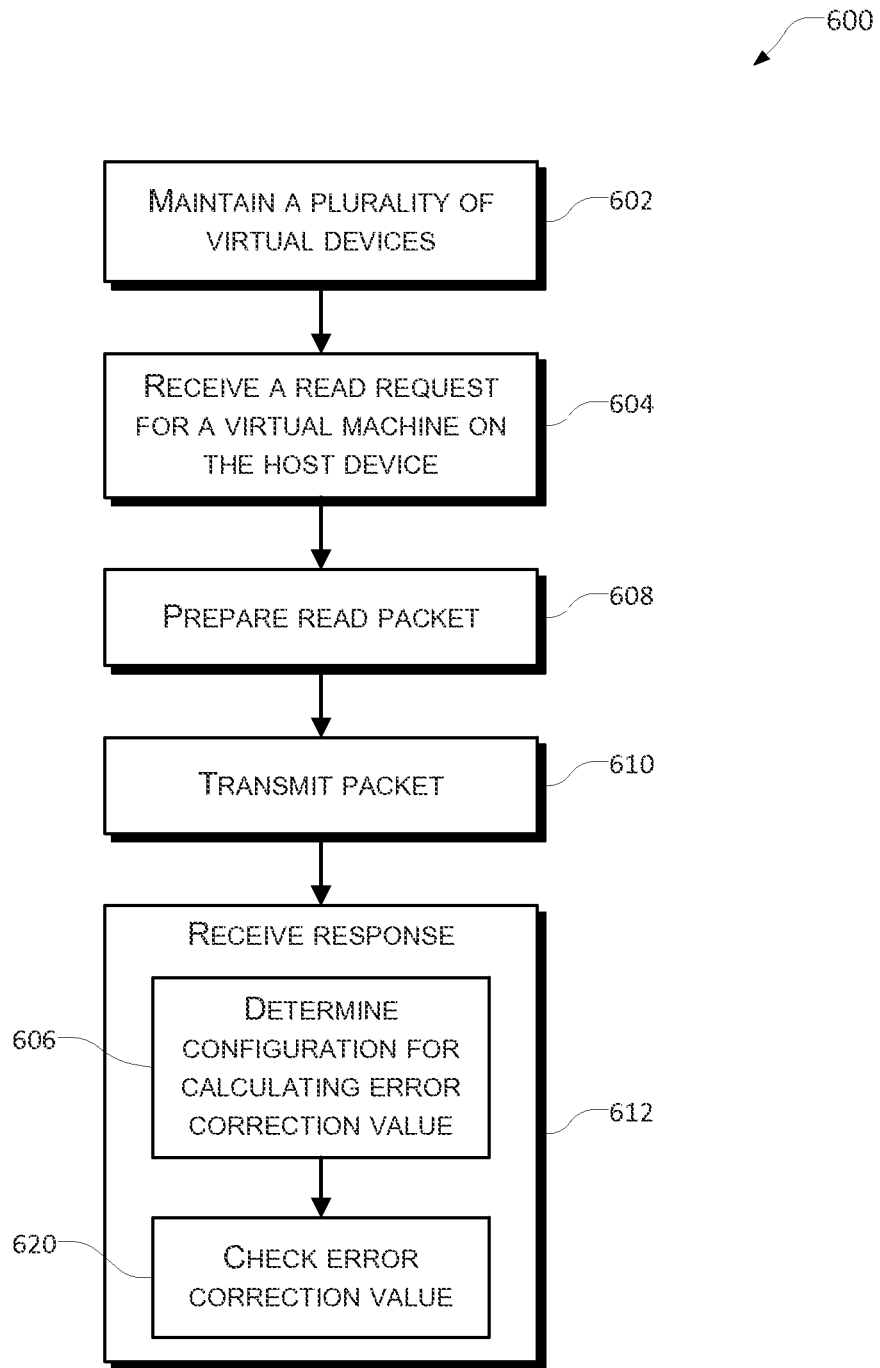 600
MAINTAIN A PLURALITY OF
VIRTUAL DEVICES
602
RECEIVE A READ REQUEST
FOR A VIRTUAL MACHINE ON
THE HOST DEVICE
604
PREPARE READ PACKET
608
TRANSMIT PACKET
610
RECEIVE RESPONSE
DETERMINE
CONFIGURATION FOR
CALCULATING ERROR
CORRECTION VALUE
606
612
CHECK ERROR
CORRECTION VALUE
620